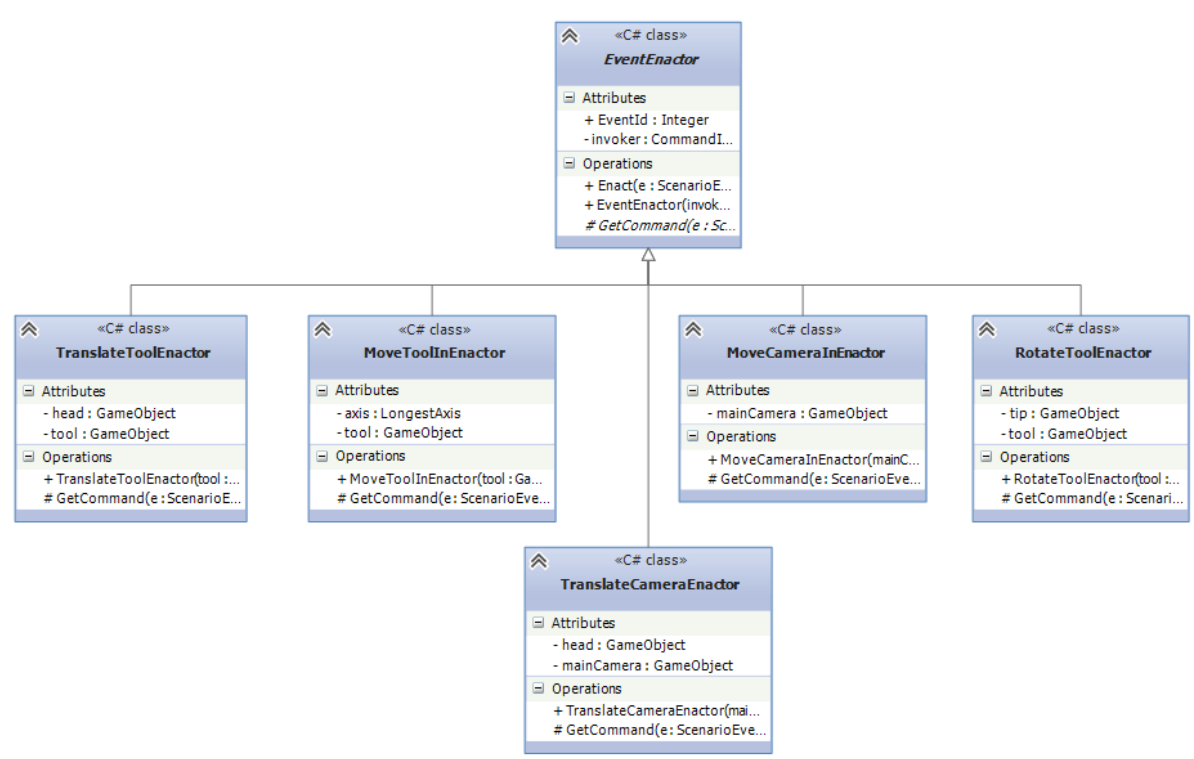 «C# class»
EventEnactor
Attributes
+ EventId : Integer
- invoker : CommandI...
Operations
+ Enact(e : ScenarioE...
+ EventEnactor(invok...
# GetCommand(e : Sc...
«C# class»
TranslateToolEnactor
Attributes
- head : GameObject
- tool : GameObject
Operations
+ TranslateToolEnactor(tool :...
# GetCommand(e : ScenarioE...
«C# class»
MoveToolInEnactor
Attributes
- axis : LongestAxis
- tool : GameObject
Operations
+ MoveToolInEnactor(tool : Ga...
# GetCommand(e : ScenarioEve...
«C# class»
MoveCameraInEnactor
Attributes
- mainCamera : GameObject
Operations
+ MoveCameraInEnactor(mainC...
# GetCommand(e : ScenarioEve...
«C# class»
RotateToolEnactor
Attributes
- tip : GameObject
- tool : GameObject
Operations
+ RotateToolEnactor(tool :...
# GetCommand(e : Scenari...
«C# class»
TranslateCameraEnactor
Attributes
- head : GameObject
- mainCamera : GameObject
Operations
+ TranslateCameraEnactor(mai...
# GetCommand(e : ScenarioEve...